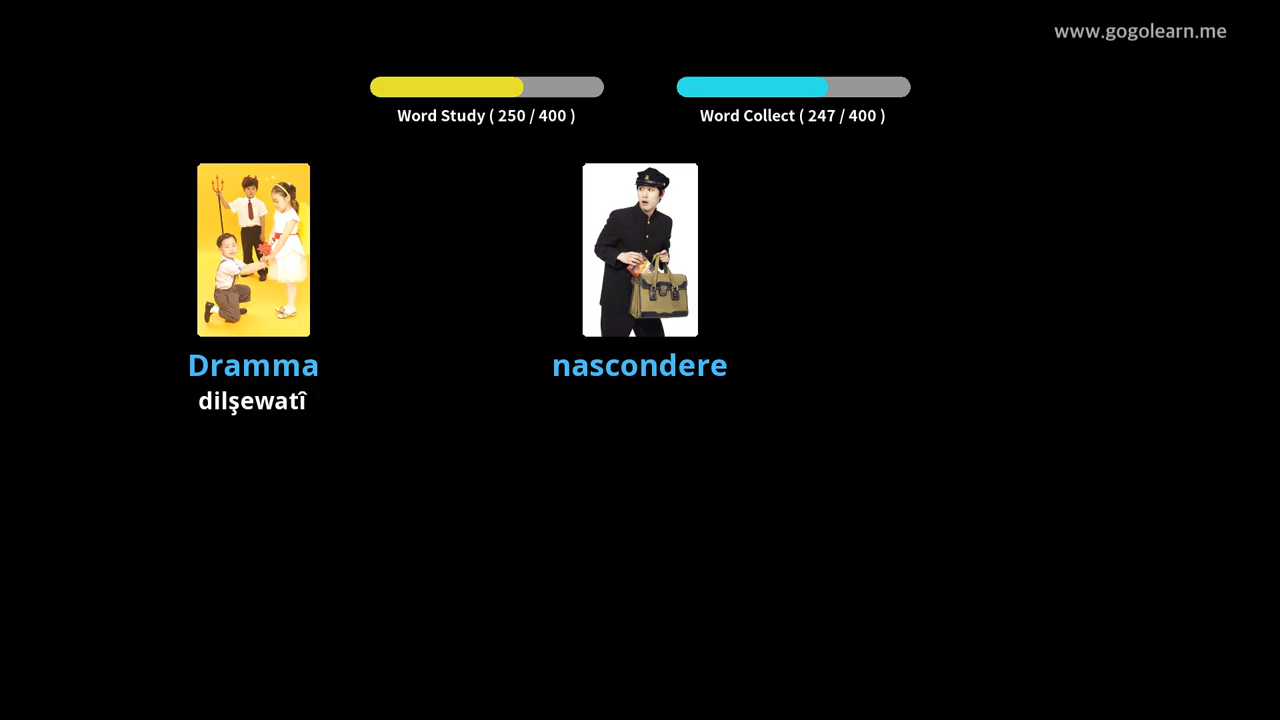 www.gogolearn.me
Word Study ( 250 / 400 )
Word Collect ( 247 / 400 )
Dramma
dilşewatî
nascondere